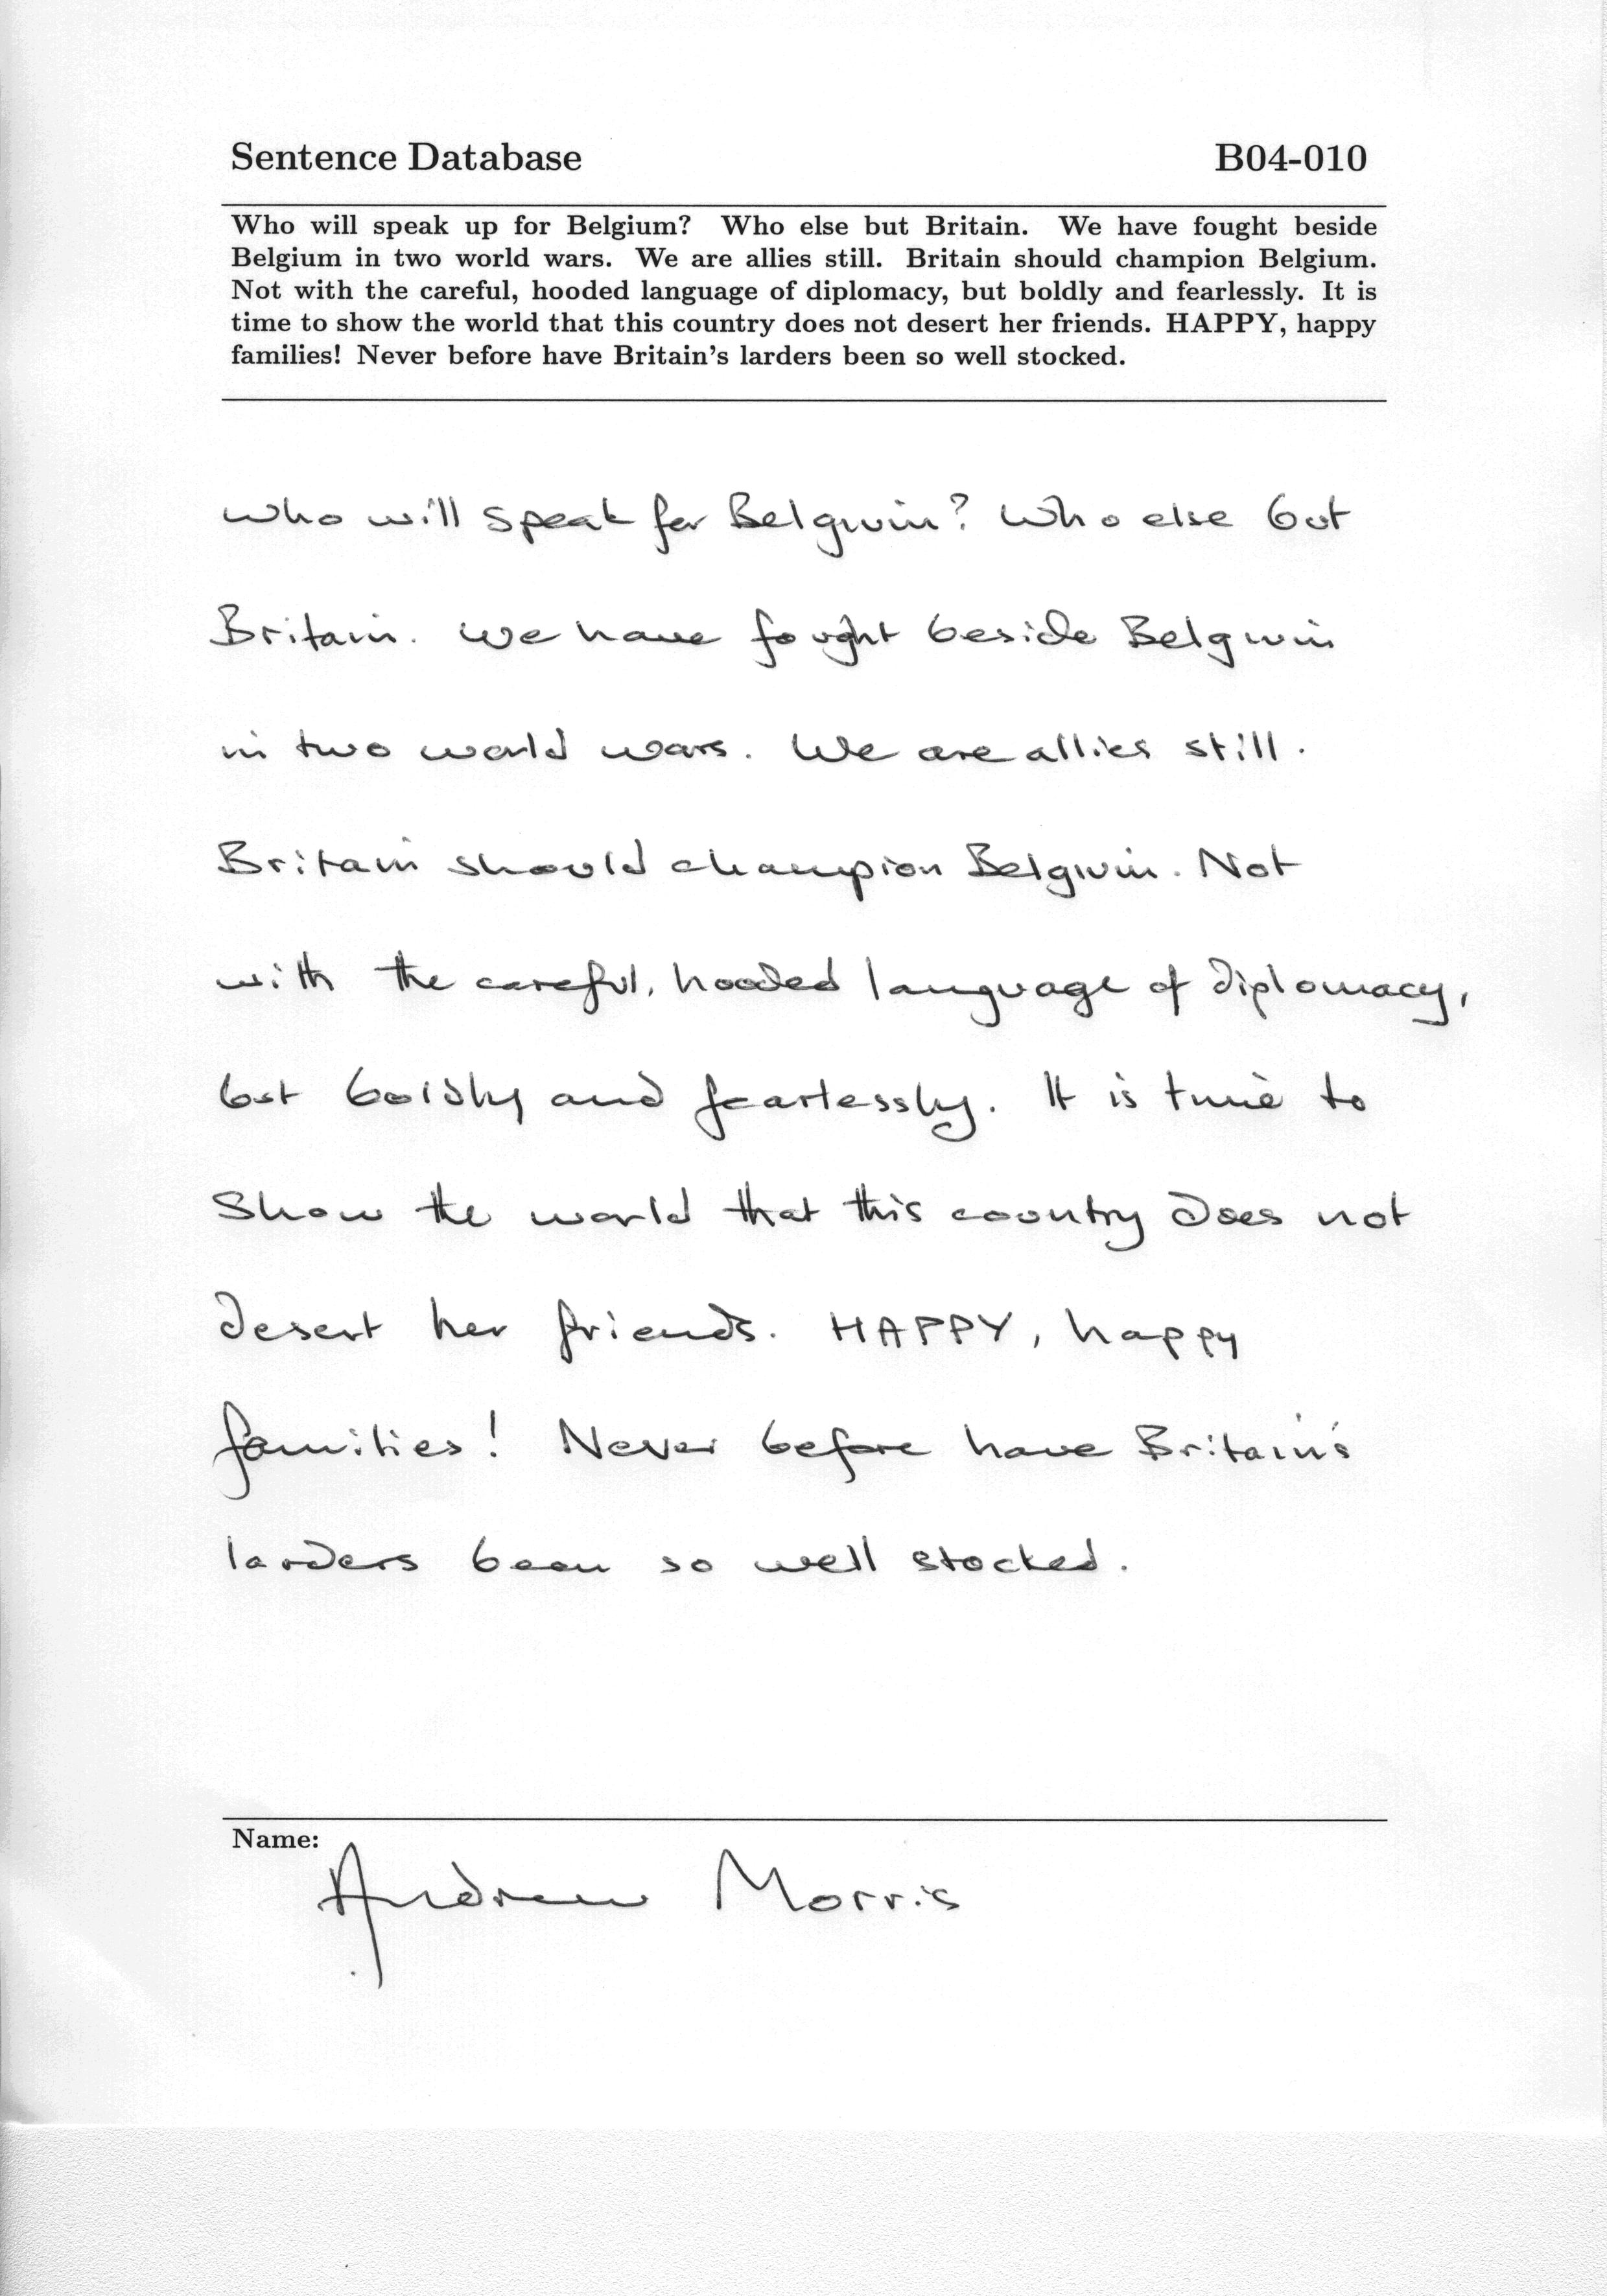 Sentence Database B04-010
Who will speak up for Belgium? Who else but Britain. We have fought beside
Belgium in two world wars. We are allies still. Britain should champion Belgium.
Not with the careful, hooded language of diplomacy, but boldly and fearlessly. It is
time to show the world that this country does not desert her friends. HAPPY, happy
families! Never before have Britain's larders been so well stocked.
Who will speak for Belgium? Who else but
Britain. We have fought beside Belgium
in two world wars. We are allies still.
Britain should champion Belgium. Not
with the careful, hooded language of diplomacy,
but boldly and fearlessly. It is time to
show the world that this country does not
desert her friends. HAPPY, happy
families! Never before have Britain's
larders been so well stocked.
Name:
Andrew Morris